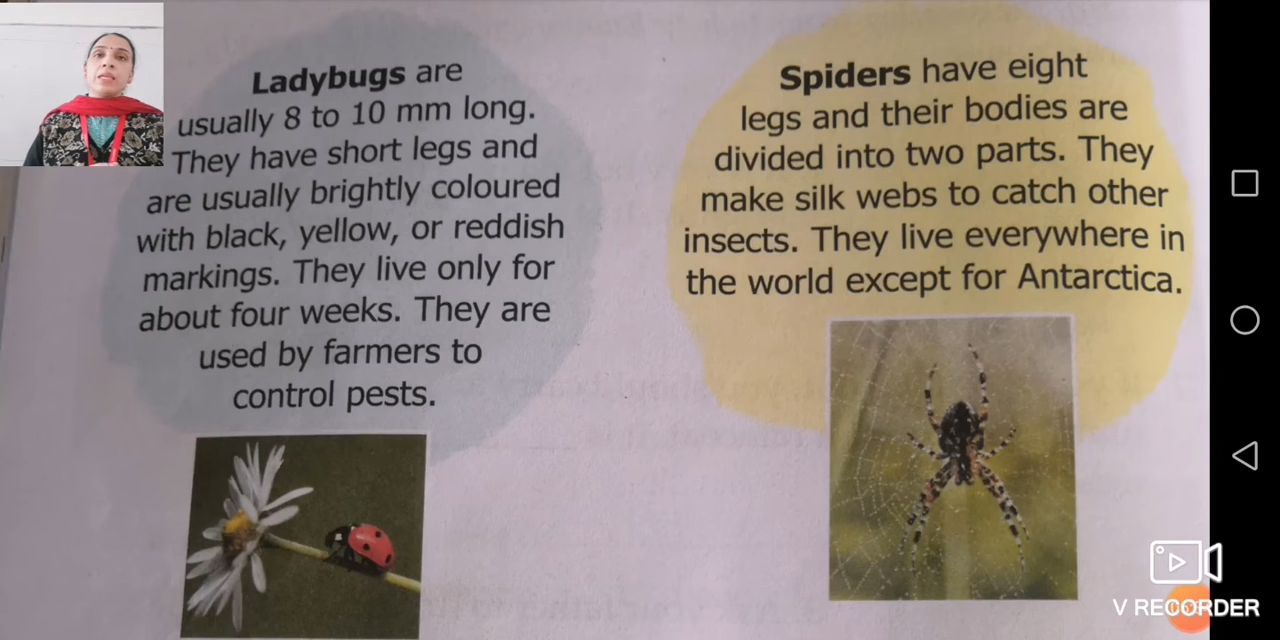 Ladybugs are
usually 8 to 10 mm long.
They have short legs and
are usually brightly coloured
with black, yellow, or reddish
markings. They live only for
about four weeks. They are
used by farmers to
control pests.
Spiders have eight
legs and their bodies are
divided into two parts. They
make silk webs to catch other
insects. They live everywhere in
the world except for Antarctica.
V RECORDER